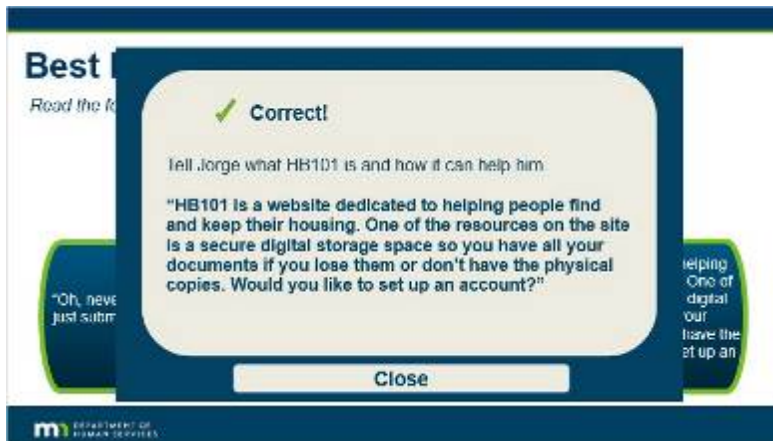 Best
Read the fo
✓ Correct!
Tell Jorge what HB101 is and how it can help him
"HB101 is a website dedicated to helping people find
and keep their housing. One of the resources on the site
is a secure digital storage space so you have all your
documents if you lose them or don't have the physical
copies. Would you like to set up an account?"
"Oh, neve
just subm
helping
One of
digital
your
have the
et up an
Close
mn DEPARTMENT OF
HUMAN SERVICES